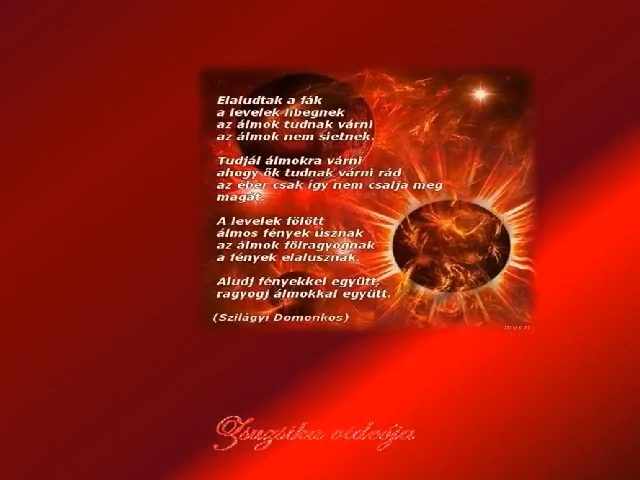 Elaludtak a fák
a levelek libegnek
az álmok tudnak várni
az álmok nem sietnek.
Tudjál álmokra várni
ahogy ők tudnak várni rád
az éber csak így nem csalja meg
magát.
A levelek fölött
álmos fények úsznak
az álmok fölragyognak
a fények elalusznak.
Aludj fényekkel együtt,
ragyogj álmokkal együtt.
(Szilágyi Domonkos)
Zsuzsika videója